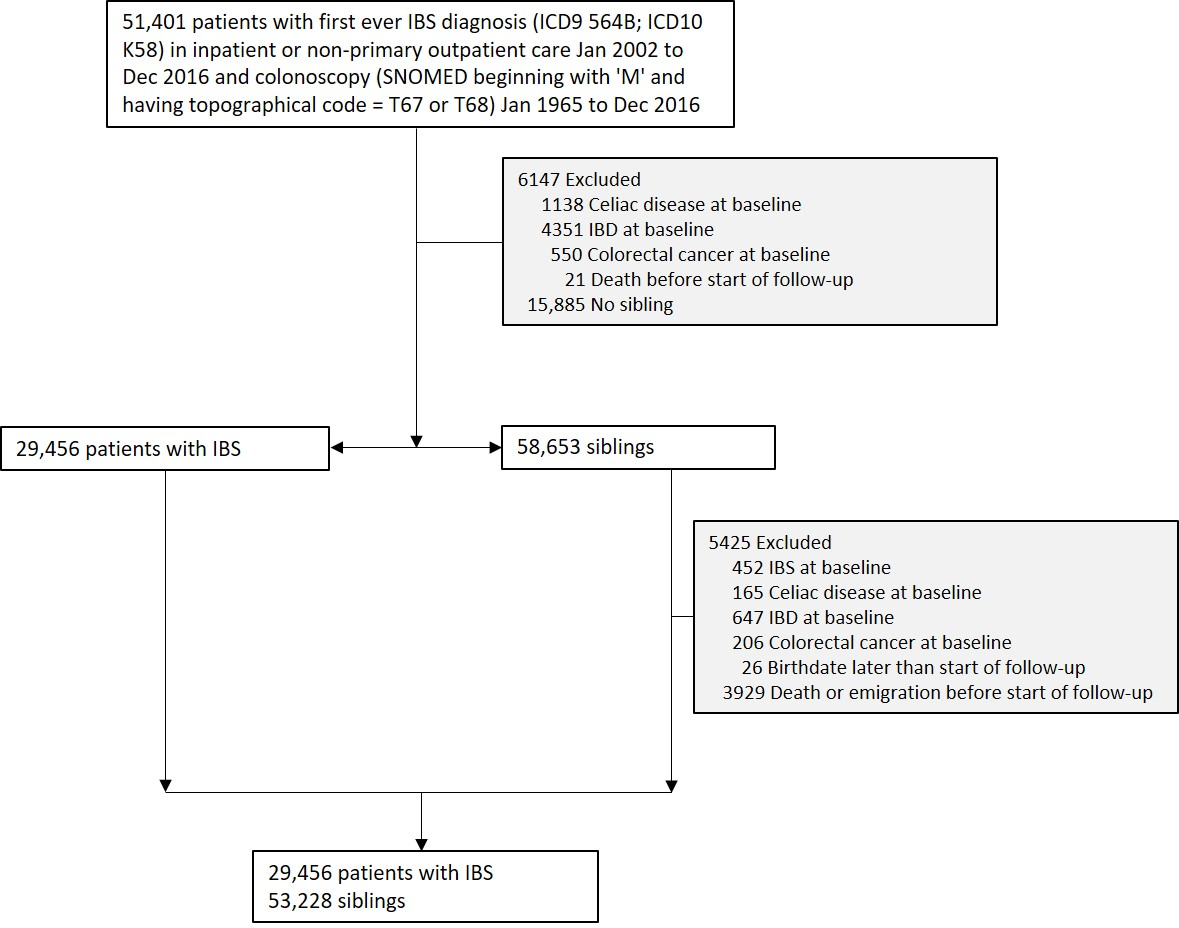 51,401 patients with first ever IBS diagnosis (ICD9 564B; ICD10
K58) in inpatient or non-primary outpatient care Jan 2002 to
Dec 2016 and colonoscopy (SNOMED beginning with 'M' and
having topographical code = T67 or T68) Jan 1965 to Dec 2016
6147 Excluded
1138 Celiac disease at baseline
4351 IBD at baseline
550 Colorectal cancer at baseline
21 Death before start of follow-up
15,885 No sibling
29,456 patients with IBS
58,653 siblings
5425 Excluded
452 IBS at baseline
165 Celiac disease at baseline
647 IBD at baseline
206 Colorectal cancer at baseline
26 Birthdate later than start of follow-up
3929 Death or emigration before start of follow-up
29,456 patients with IBS
53,228 siblings